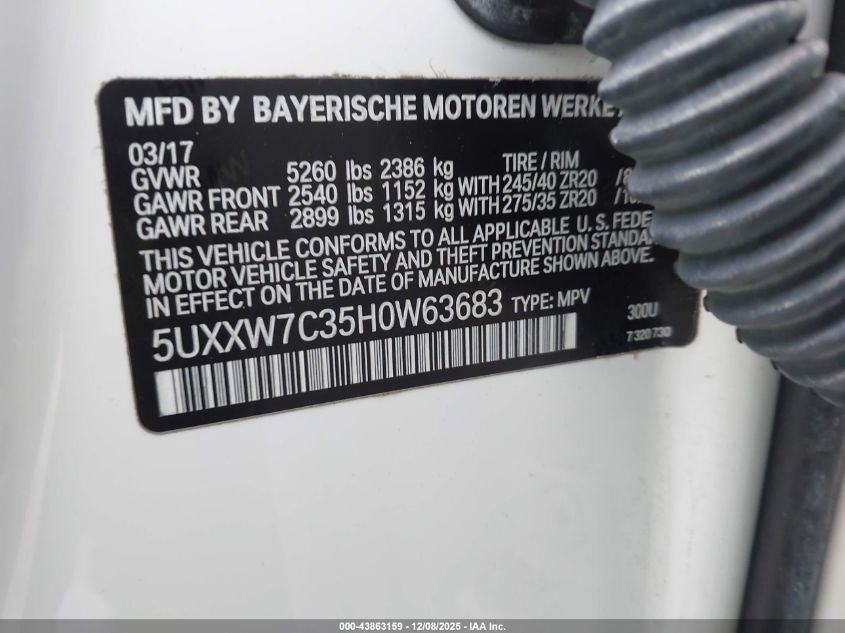 MFD BY BAYERISCHE MOTOREN WERKE
03/17
GVWR 5260 lbs 2386 kg TIRE / RIM
GAWR FRONT 2540 lbs 1152 kg WITH 245/40 ZR20
GAWR REAR 2899 lbs 1315 kg WITH 275/35 ZR20
THIS VEHICLE CONFORMS TO ALL APPLICABLE U.S. FEDE
MOTOR VEHICLE SAFETY AND THEFT PREVENTION STANDA
IN EFFECT ON THE DATE OF MANUFACTURE SHOWN ABOVE.
5UXXW7C35H0W63683 TYPE: MPV 300U
7 320 730
000-43863159 - 12/08/2025 - IAA Inc.